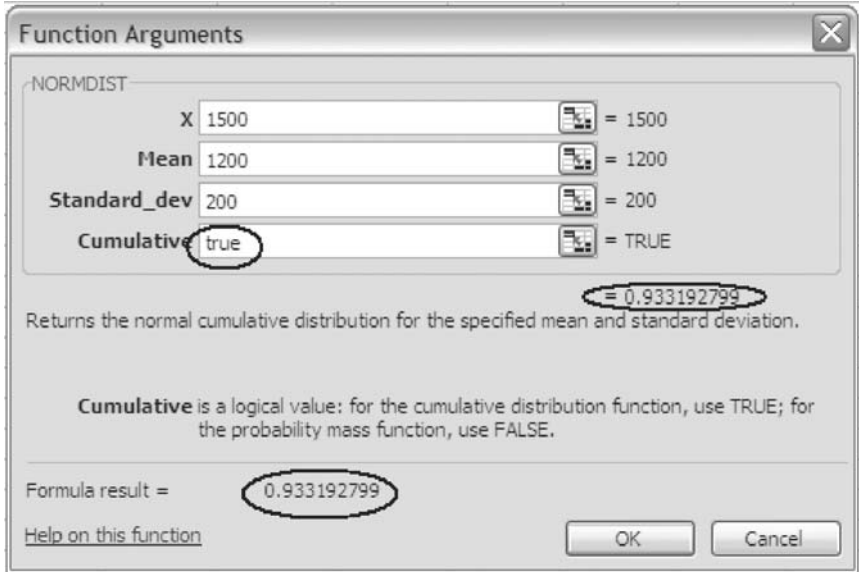 Function Arguments
NORMDIST
X 1500 = 1500
Mean 1200 = 1200
Standard_dev 200 = 200
Cumulative true = TRUE
= 0.933192799
Returns the normal cumulative distribution for the specified mean and standard deviation.
Cumulative is a logical value: for the cumulative distribution function, use TRUE; for
the probability mass function, use FALSE.
Formula result = 0.933192799
Help on this function OK Cancel